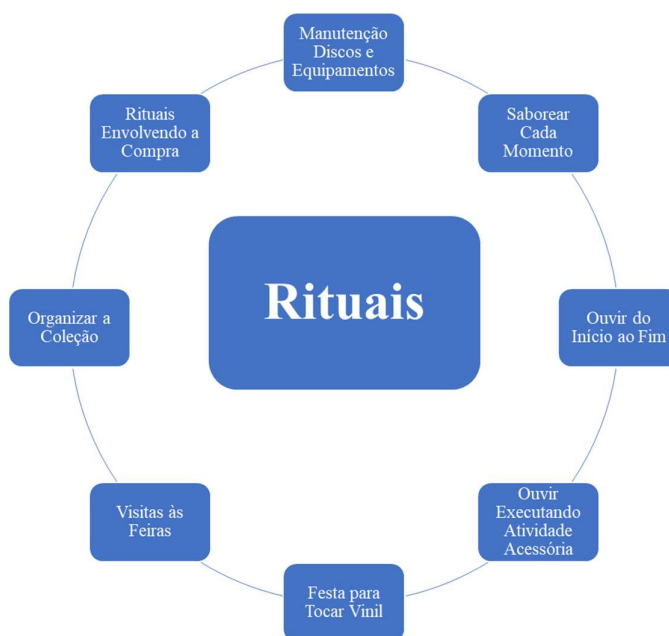 Manutenção
Discos e
Equipamentos
Rituais
Envolvendo a
Compra
Saborear
Cada
Momento
Rituais
Organizar a
Coleção
Ouvir do
Início ao Fim
Visitas às
Feiras
Ouvir
Executando
Atividade
Acessória
Festa para
Tocar Vinil